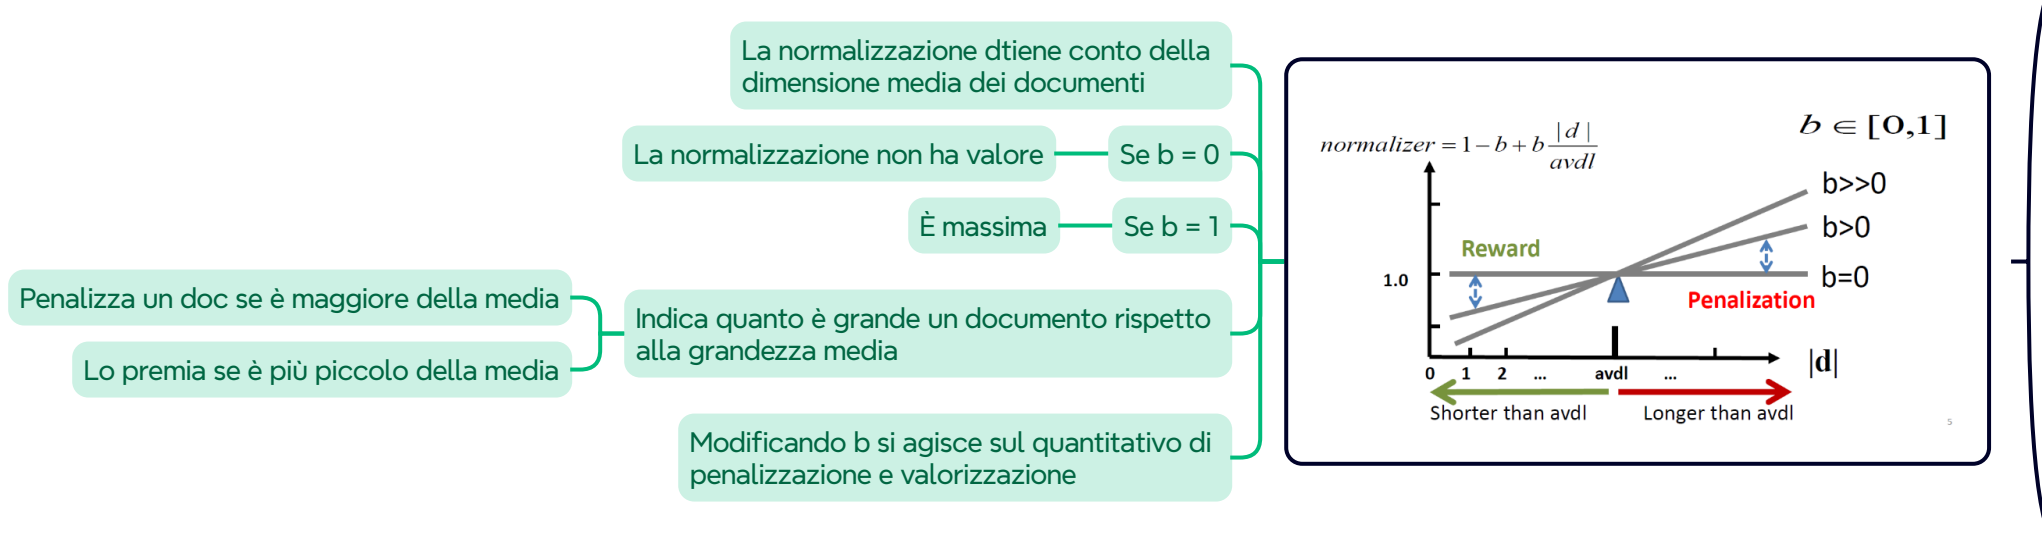 La normalizzazione dtiene conto della
dimensione media dei documenti
La normalizzazione non ha valore
Se b = 0
È massima
Se b = 1
Penalizza un doc se è maggiore della media
Lo premia se è più piccolo della media
Indica quanto è grande un documento rispetto
alla grandezza media
Modificando b si agisce sul quantitativo di
penalizzazione e valorizzazione
normalizer = 1 − b + b |d| / avdl
b ∈ [0,1]
b>>0
b>0
b=0
Reward
1.0
Penalization
0 1 2 ... avdl ...
|d|
Shorter than avdl
Longer than avdl
5